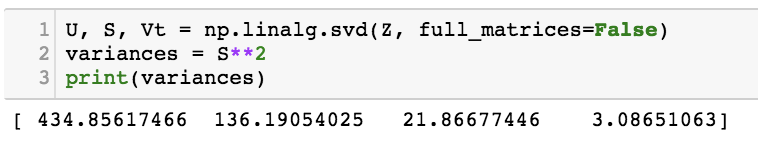 1 U, S, Vt = np.linalg.svd(Z, full_matrices=False)
2 variances = S**2
3 print(variances)
[ 434.85617466 136.19054025 21.86677446 3.08651063]